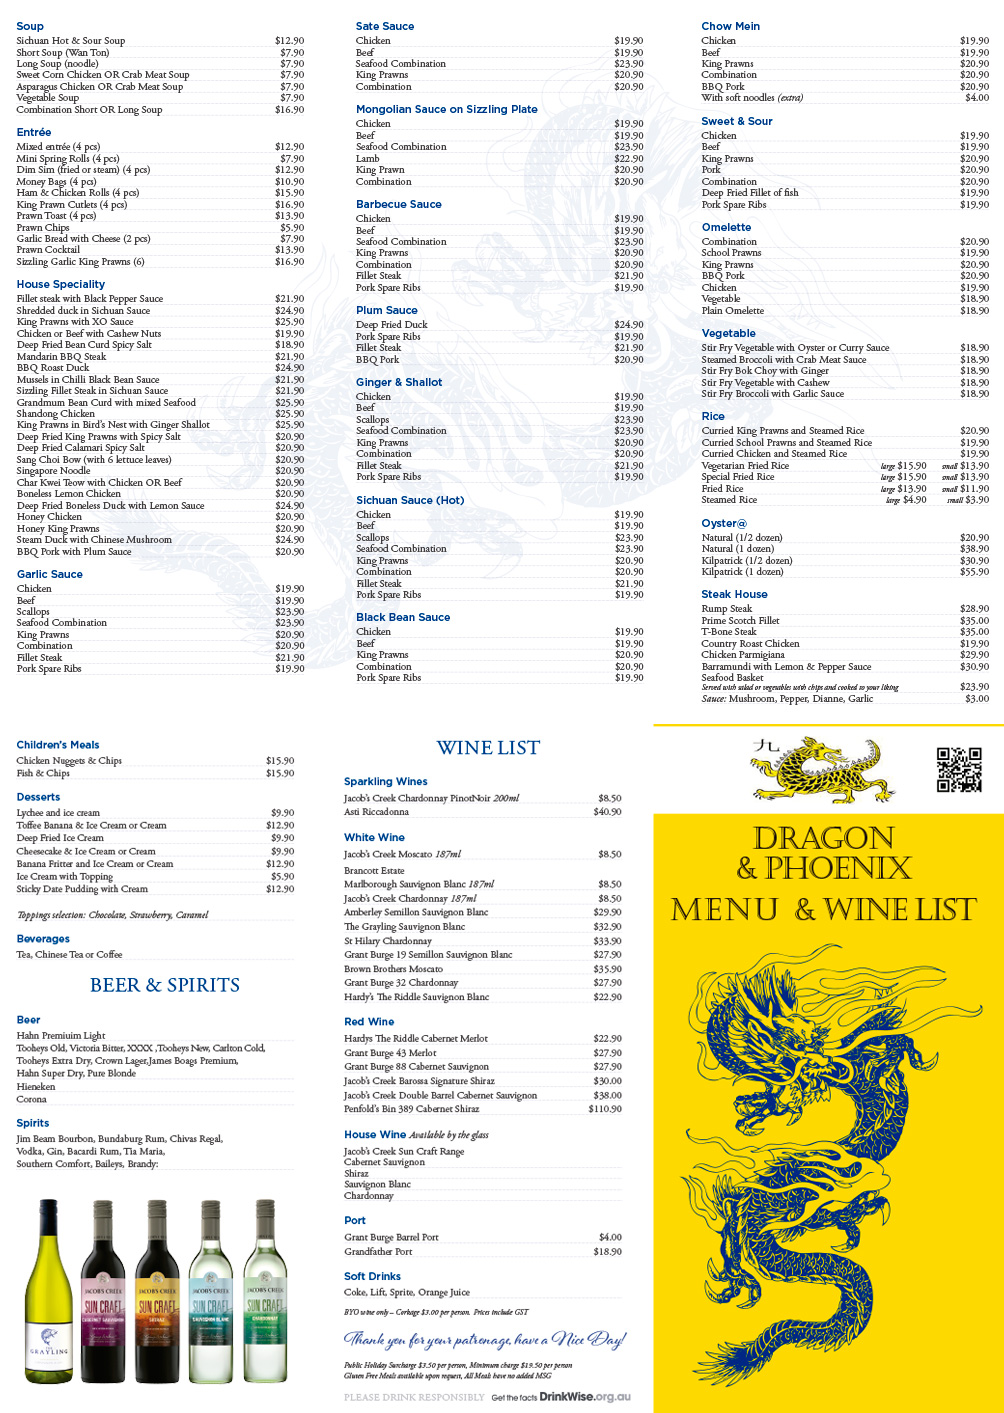 Soup
Sichuan Hot & Sour Soup $12.90
Short Soup (Wan Ton) $7.90
Long Soup (noodle) $7.90
Sweet Corn Chicken OR Crab Meat Soup $7.90
Asparagus Chicken OR Crab Meat Soup $7.90
Vegetable Soup $7.90
Combination Short OR Long Soup $16.90
Entrée
Mixed entrée (4 pcs) $12.90
Mini Spring Rolls (4 pcs) $7.90
Dim Sim (fried or steam) (4 pcs) $12.90
Money Bags (4 pcs) $10.90
Ham & Chicken Rolls (4 pcs) $15.90
King Prawn Cutlets (4 pcs) $16.90
Prawn Toast (4 pcs) $13.90
Prawn Chips $5.90
Garlic Bread with Cheese (2 pcs) $7.90
Prawn Cocktail $13.90
Sizzling Garlic King Prawns (6) $16.90
House Speciality
Fillet steak with Black Pepper Sauce $21.90
Shredded duck in Sichuan Sauce $24.90
King Prawns with XO Sauce $25.90
Chicken or Beef with Cashew Nuts $19.90
Deep Fried Bean Curd Spicy Salt $18.90
Mandarin BBQ Steak $21.90
BBQ Roast Duck $24.90
Mussels in Chilli Black Bean Sauce $21.90
Sizzling Fillet Steak in Sichuan Sauce $21.90
Grandmum Bean Curd with mixed Seafood $25.90
Shandong Chicken $25.90
King Prawns in Bird's Nest with Ginger Shallot $25.90
Deep Fried King Prawns with Spicy Salt $20.90
Deep Fried Calamari Spicy Salt $20.90
Sang Choi Bow (with 6 lettuce leaves) $20.90
Singapore Noodle $20.90
Char Kwei Teow with Chicken OR Beef $20.90
Boneless Lemon Chicken $20.90
Deep Fried Boneless Duck with Lemon Sauce $24.90
Honey Chicken $20.90
Honey King Prawns $20.90
Steam Duck with Chinese Mushroom $24.90
BBQ Pork with Plum Sauce $20.90
Garlic Sauce
Chicken $19.90
Beef $19.90
Scallops $23.90
Seafood Combination $23.90
King Prawns $20.90
Combination $20.90
Fillet Steak $21.90
Pork Spare Ribs $19.90
Sate Sauce
Chicken $19.90
Beef $19.90
Seafood Combination $23.90
King Prawns $20.90
Combination $20.90
Mongolian Sauce on Sizzling Plate
Chicken $19.90
Beef $19.90
Seafood Combination $23.90
Lamb $22.90
King Prawn $20.90
Combination $20.90
Barbecue Sauce
Chicken $19.90
Beef $19.90
Seafood Combination $23.90
King Prawns $20.90
Combination $20.90
Fillet Steak $21.90
Pork Spare Ribs $19.90
Plum Sauce
Deep Fried Duck $24.90
Pork Spare Ribs $19.90
Fillet Steak $21.90
BBQ Pork $20.90
Ginger & Shallot
Chicken $19.90
Beef $19.90
Scallops $23.90
Seafood Combination $23.90
King Prawns $20.90
Combination $20.90
Fillet Steak $21.90
Pork Spare Ribs $19.90
Sichuan Sauce (Hot)
Chicken $19.90
Beef $19.90
Scallops $23.90
Seafood Combination $23.90
King Prawns $20.90
Combination $20.90
Fillet Steak $21.90
Pork Spare Ribs $19.90
Black Bean Sauce
Chicken $19.90
Beef $19.90
King Prawns $20.90
Combination $20.90
Pork Spare Ribs $19.90
Chow Mein
Chicken $19.90
Beef $19.90
King Prawns $20.90
Combination $20.90
BBQ Pork $20.90
With soft noodles (extra) $4.00
Sweet & Sour
Chicken $19.90
Beef $19.90
King Prawns $20.90
Pork $20.90
Combination $20.90
Deep Fried Fillet of fish $19.90
Pork Spare Ribs $19.90
Omelette
Combination $20.90
School Prawns $19.90
King Prawns $20.90
BBQ Pork $20.90
Chicken $19.90
Vegetable $18.90
Plain Omelette $18.90
Vegetable
Stir Fry Vegetable with Oyster or Curry Sauce $18.90
Steamed Broccoli with Crab Meat Sauce $18.90
Stir Fry Bok Choy with Ginger $18.90
Stir Fry Vegetable with Cashew $18.90
Stir Fry Broccoli with Garlic Sauce $18.90
Rice
Curried King Prawns and Steamed Rice $20.90
Curried School Prawns and Steamed Rice $19.90
Curried Chicken and Steamed Rice $19.90
Vegetarian Fried Rice large $15.90 small $13.90
Special Fried Rice large $15.90 small $13.90
Fried Rice large $13.90 small $11.90
Steamed Rice large $4.90 small $3.90
Oyster@
Natural (1/2 dozen) $20.90
Natural (1 dozen) $38.90
Kilpatrick (1/2 dozen) $30.90
Kilpatrick (1 dozen) $55.90
Steak House
Rump Steak $28.90
Prime Scotch Fillet $35.00
T-Bone Steak $35.00
Country Roast Chicken $19.90
Chicken Parmigiana $29.90
Barramundi with Lemon & Pepper Sauce $30.90
Seafood Basket
Served with salad or vegetables with chips and cooked to your liking $23.90
Sauce: Mushroom, Pepper, Dianne, Garlic $3.00
Children's Meals
Chicken Nuggets & Chips $15.90
Fish & Chips $15.90
Desserts
Lychee and ice cream $9.90
Toffee Banana & Ice Cream or Cream $12.90
Deep Fried Ice Cream $9.90
Cheesecake & Ice Cream or Cream $9.90
Banana Fritter and Ice Cream or Cream $12.90
Ice Cream with Topping $5.90
Sticky Date Pudding with Cream $12.90
Toppings selection: Chocolate, Strawberry, Caramel
Beverages
Tea, Chinese Tea or Coffee
BEER & SPIRITS
Beer
Hahn Premiuim Light
Tooheys Old, Victoria Bitter, XXXX ,Tooheys New, Carlton Cold,
Tooheys Extra Dry, Crown Lager,James Boags Premium,
Hahn Super Dry, Pure Blonde
Hieneken
Corona
Spirits
Jim Beam Bourbon, Bundaburg Rum, Chivas Regal,
Vodka, Gin, Bacardi Rum, Tia Maria,
Southern Comfort, Baileys, Brandy:
GRAYLING
JACOB'S CREEK
SUN CRAFT
CABERNET SAUVIGNON
JACOB'S CREEK
SUN CRAFT
SHIRAZ
JACOB'S CREEK
SUN CRAFT
SAUVIGNON BLANC
JACOB'S CREEK
SUN CRAFT
CHARDONNAY
WINE LIST
Sparkling Wines
Jacob's Creek Chardonnay PinotNoir 200ml $8.50
Asti Riccadonna $40.90
White Wine
Jacob's Creek Moscato 187ml $8.50
Brancott Estate
Marlborough Sauvignon Blanc 187ml $8.50
Jacob's Creek Chardonnay 187ml $8.50
Amberley Semillon Sauvignon Blanc $29.90
The Grayling Sauvignon Blanc $32.90
St Hilary Chardonnay $33.90
Grant Burge 19 Semillon Sauvignon Blanc $27.90
Brown Brothers Moscato $35.90
Grant Burge 32 Chardonnay $27.90
Hardy's The Riddle Sauvignon Blanc $22.90
Red Wine
Hardys The Riddle Cabernet Merlot $22.90
Grant Burge 43 Merlot $27.90
Grant Burge 88 Cabernet Sauvignon $27.90
Jacob's Creek Barossa Signature Shiraz $30.00
Jacob's Creek Double Barrel Cabernet Sauvignon $38.00
Penfold's Bin 389 Cabernet Shiraz $110.90
House Wine Available by the glass
Jacob's Creek Sun Craft Range
Cabernet Sauvignon
Shiraz
Sauvignon Blanc
Chardonnay
Port
Grant Burge Barrel Port $4.00
Grandfather Port $18.90
Soft Drinks
Coke, Lift, Sprite, Orange Juice
BYO wine only – Corkage $3.00 per person. Prices include GST
Thank you for your patronage, have a Nice Day!
Public Holiday Surcharge $3.50 per person, Minimum charge $19.50 per person
Gluten Free Meals available upon request, All Meals have no added MSG
PLEASE DRINK RESPONSIBLY Get the facts DrinkWise.org.au
九
DRAGON
& PHOENIX
MENU & WINE LIST